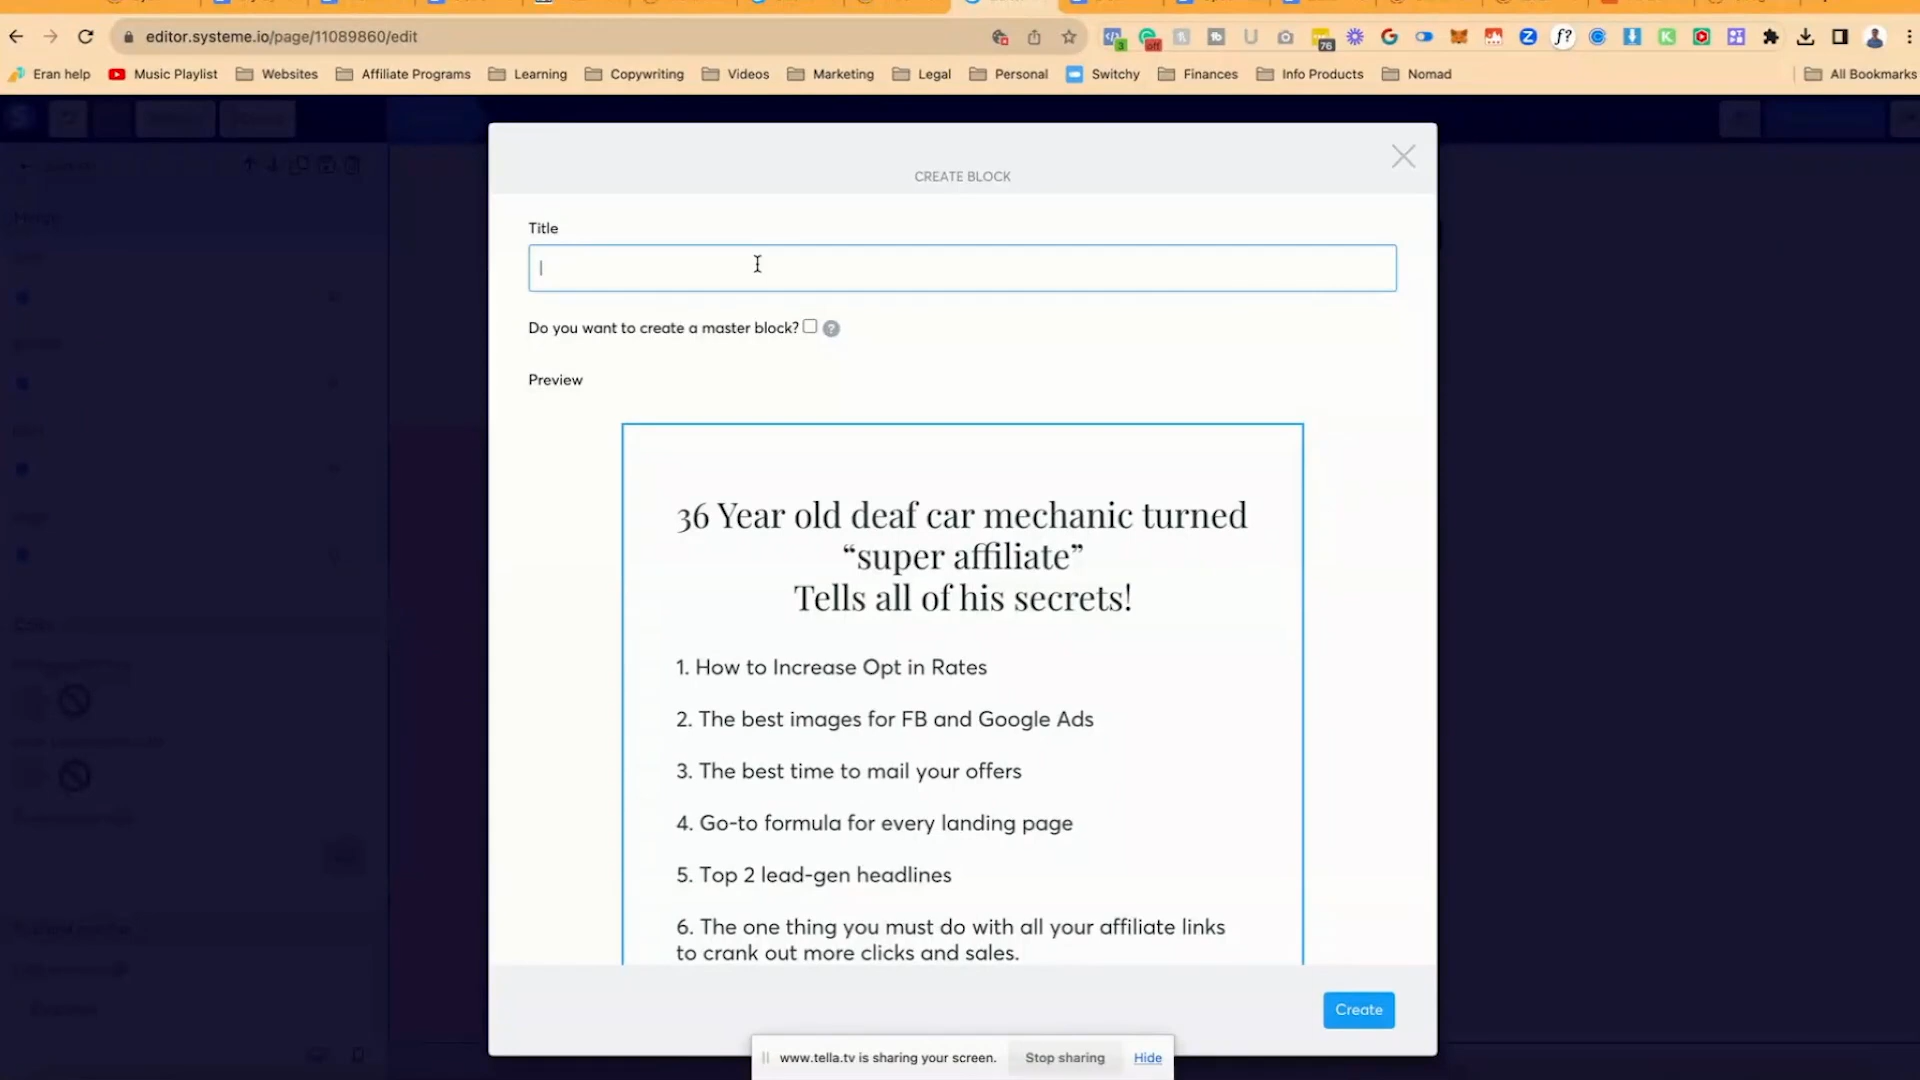 editor.systeme.io/page/11089860/edit
Eran help
Music Playlist
Websites
Affiliate Programs
Learning
Copywriting
Videos
Marketing
Legal
Personal
Switchy
Finances
Info Products
Nomad
All Bookmarks
CREATE BLOCK
Title
Do you want to create a master block?
Preview
36 Year old deaf car mechanic turned
“super affiliate”
Tells all of his secrets!
1. How to Increase Opt in Rates
2. The best images for FB and Google Ads
3. The best time to mail your offers
4. Go-to formula for every landing page
5. Top 2 lead-gen headlines
6. The one thing you must do with all your affiliate links
to crank out more clicks and sales.
Create
www.tella.tv is sharing your screen.
Stop sharing
Hide